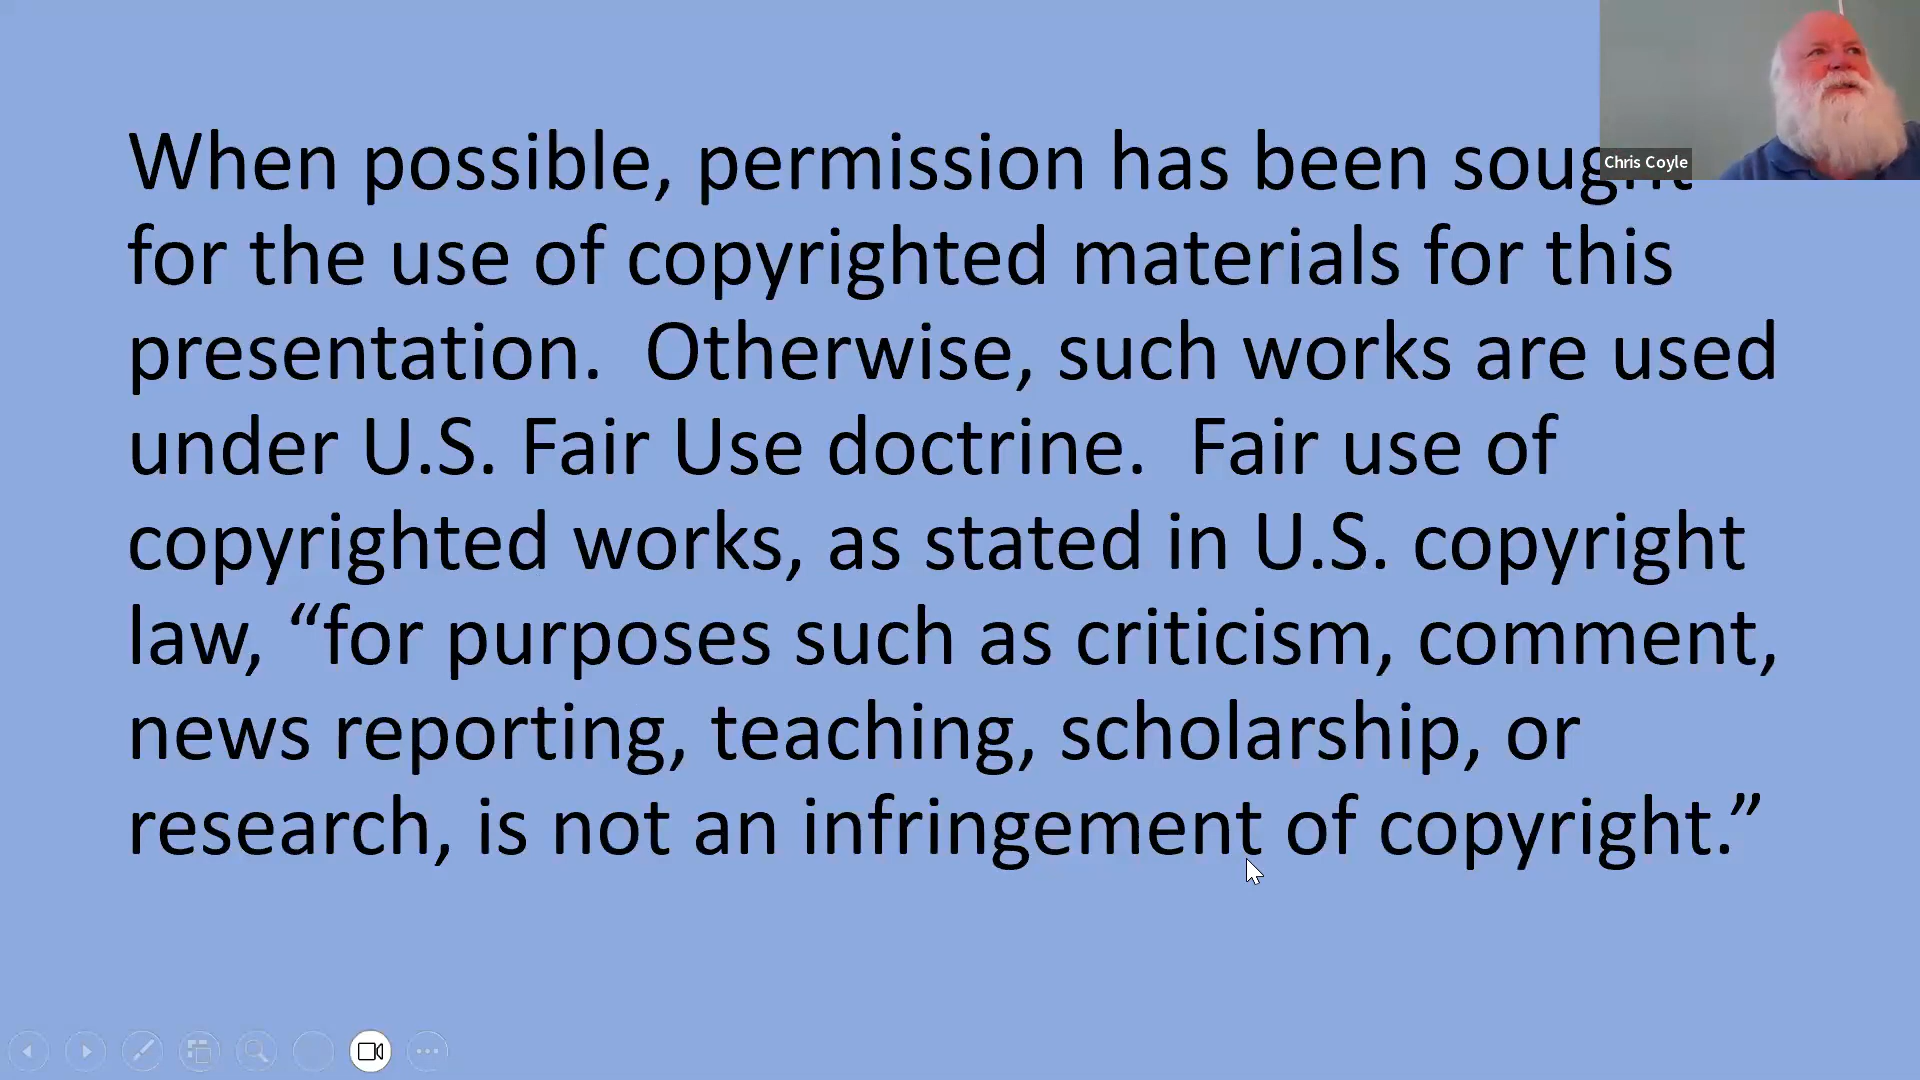 When possible, permission has been sought
for the use of copyrighted materials for this
presentation.  Otherwise, such works are used
under U.S. Fair Use doctrine.  Fair use of
copyrighted works, as stated in U.S. copyright
law, “for purposes such as criticism, comment,
news reporting, teaching, scholarship, or
research, is not an infringement of copyright.”
Chris Coyle